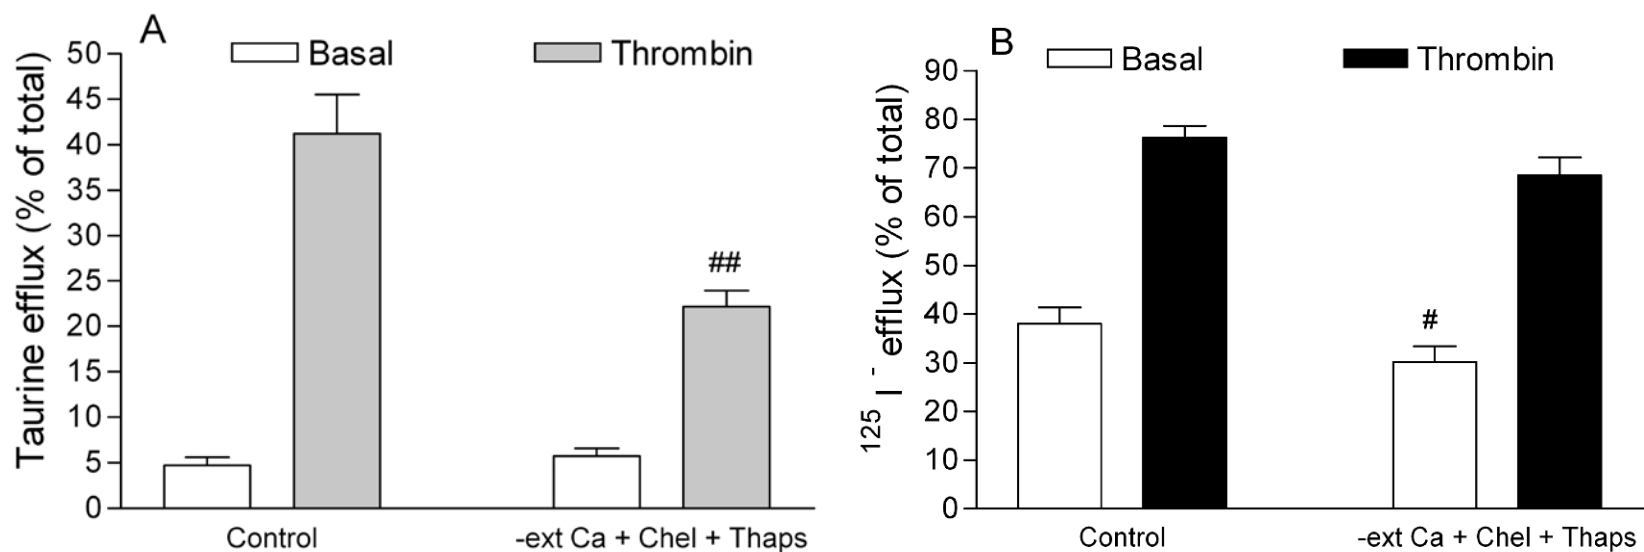 A
Basal
Thrombin
Taurine efflux (% of total)
50
45
40
35
30
25
20
15
10
5
0
##
Control
-ext Ca + Chel + Thaps
B
Basal
Thrombin
125 I - efflux (% of total)
90
80
70
60
50
40
30
20
10
0
#
Control
-ext Ca + Chel + Thaps